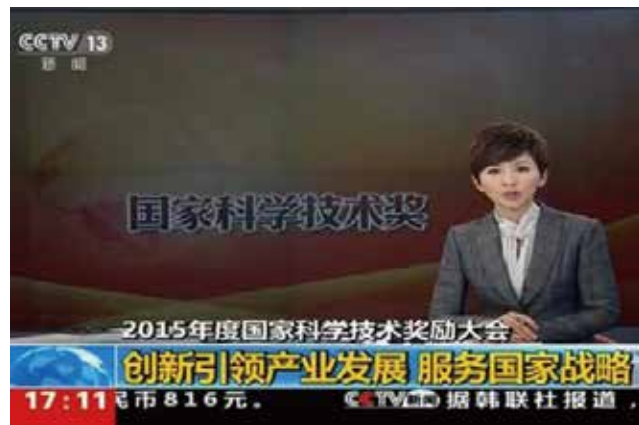 CCTV 13
新闻
国家科学技术奖
2015年度国家科学技术奖励大会
创新引领产业发展 服务国家战略
17:11
民币816元。 CCTV 据韩联社报道，